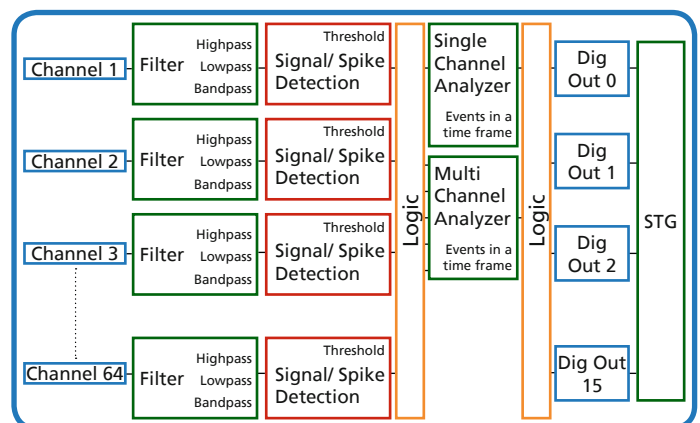 Channel 1
Filter
Highpass
Lowpass
Bandpass
Threshold
Signal/ Spike
Detection
Channel 2
Filter
Highpass
Lowpass
Bandpass
Threshold
Signal/ Spike
Detection
Channel 3
Filter
Highpass
Lowpass
Bandpass
Threshold
Signal/ Spike
Detection
Channel 64
Filter
Highpass
Lowpass
Bandpass
Threshold
Signal/ Spike
Detection
Logic
Single
Channel
Analyzer
Events in a
time frame
Multi
Channel
Analyzer
Events in a
time frame
Logic
Dig
Out 0
Dig
Out 1
Dig
Out 2
Dig Out
15
STG